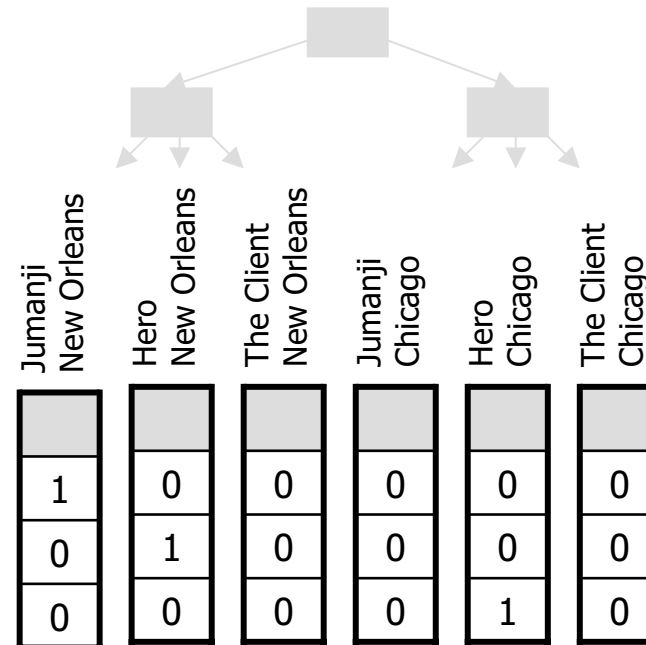 Jumanji
New Orleans
Hero
New Orleans
The Client
New Orleans
Jumanji
Chicago
Hero
Chicago
The Client
Chicago
1 0 0 0 0 0
0 1 0 0 0 0
0 0 0 0 1 0